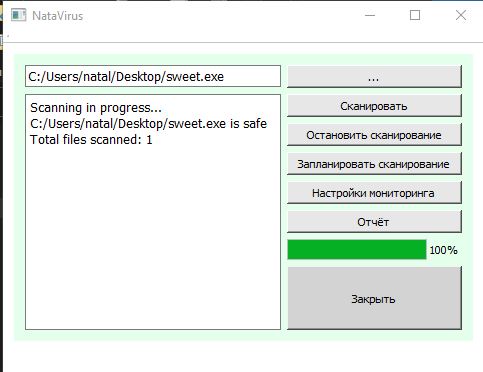 NataVirus
C:/Users/natal/Desktop/sweet.exe
...
Scanning in progress...
C:/Users/natal/Desktop/sweet.exe is safe
Total files scanned: 1
Сканировать
Остановить сканирование
Запланировать сканирование
Настройки мониторинга
Отчёт
100%
Закрыть